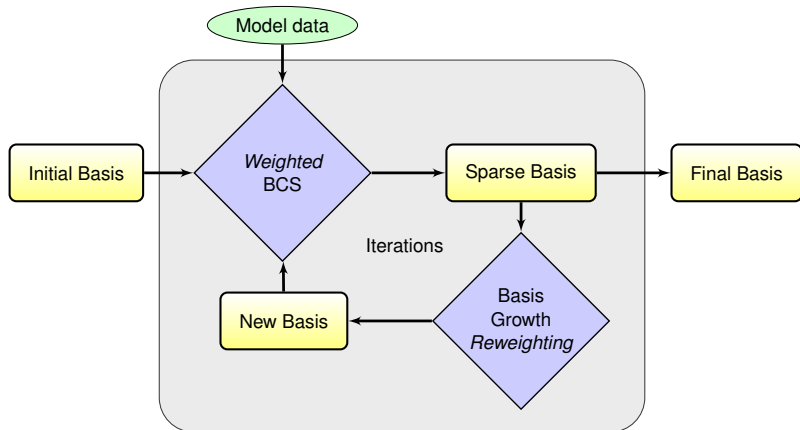 Model data
Initial Basis
Weighted
BCS
Sparse Basis
Final Basis
Iterations
New Basis
Basis
Growth
Reweighting